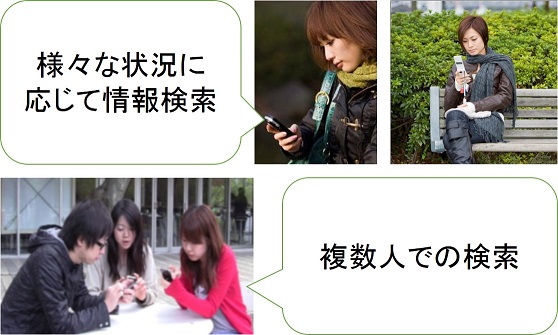 様々な状況に
応じて情報検索
複数人での検索